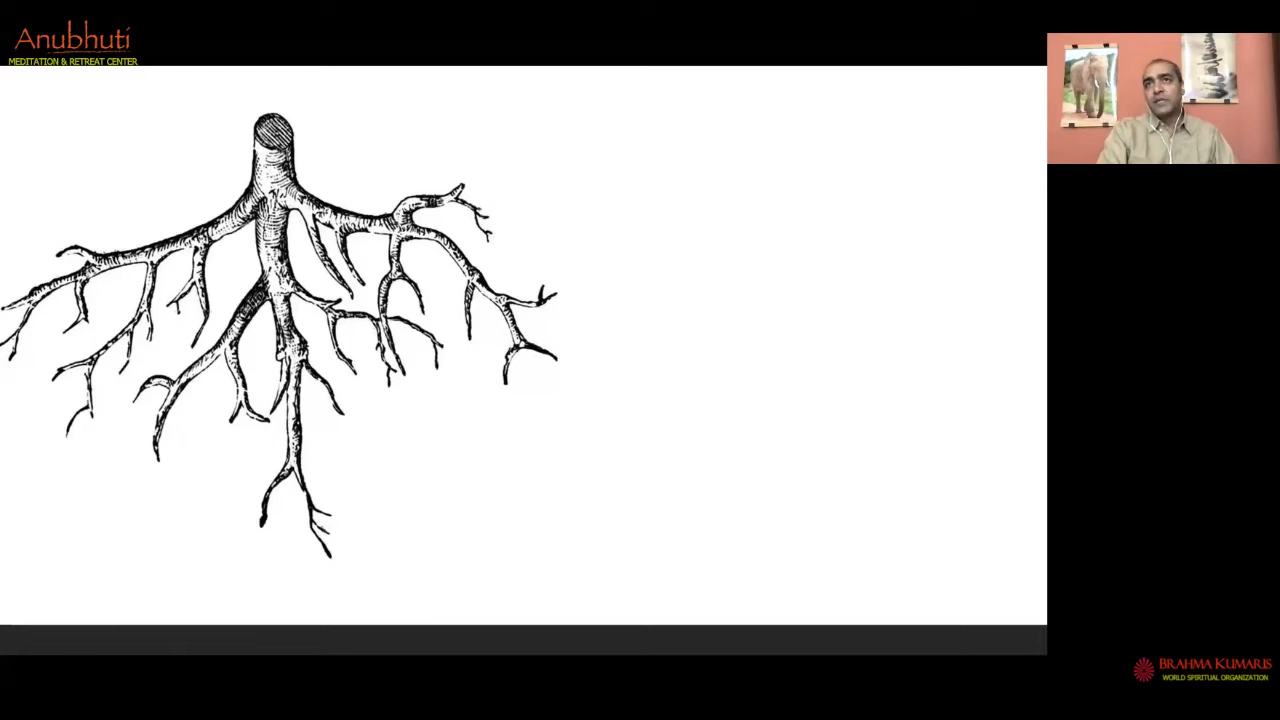 Anubhuti
MEDITATION & RETREAT CENTER
BRAHMA KUMARIS
WORLD SPIRITUAL ORGANIZATION